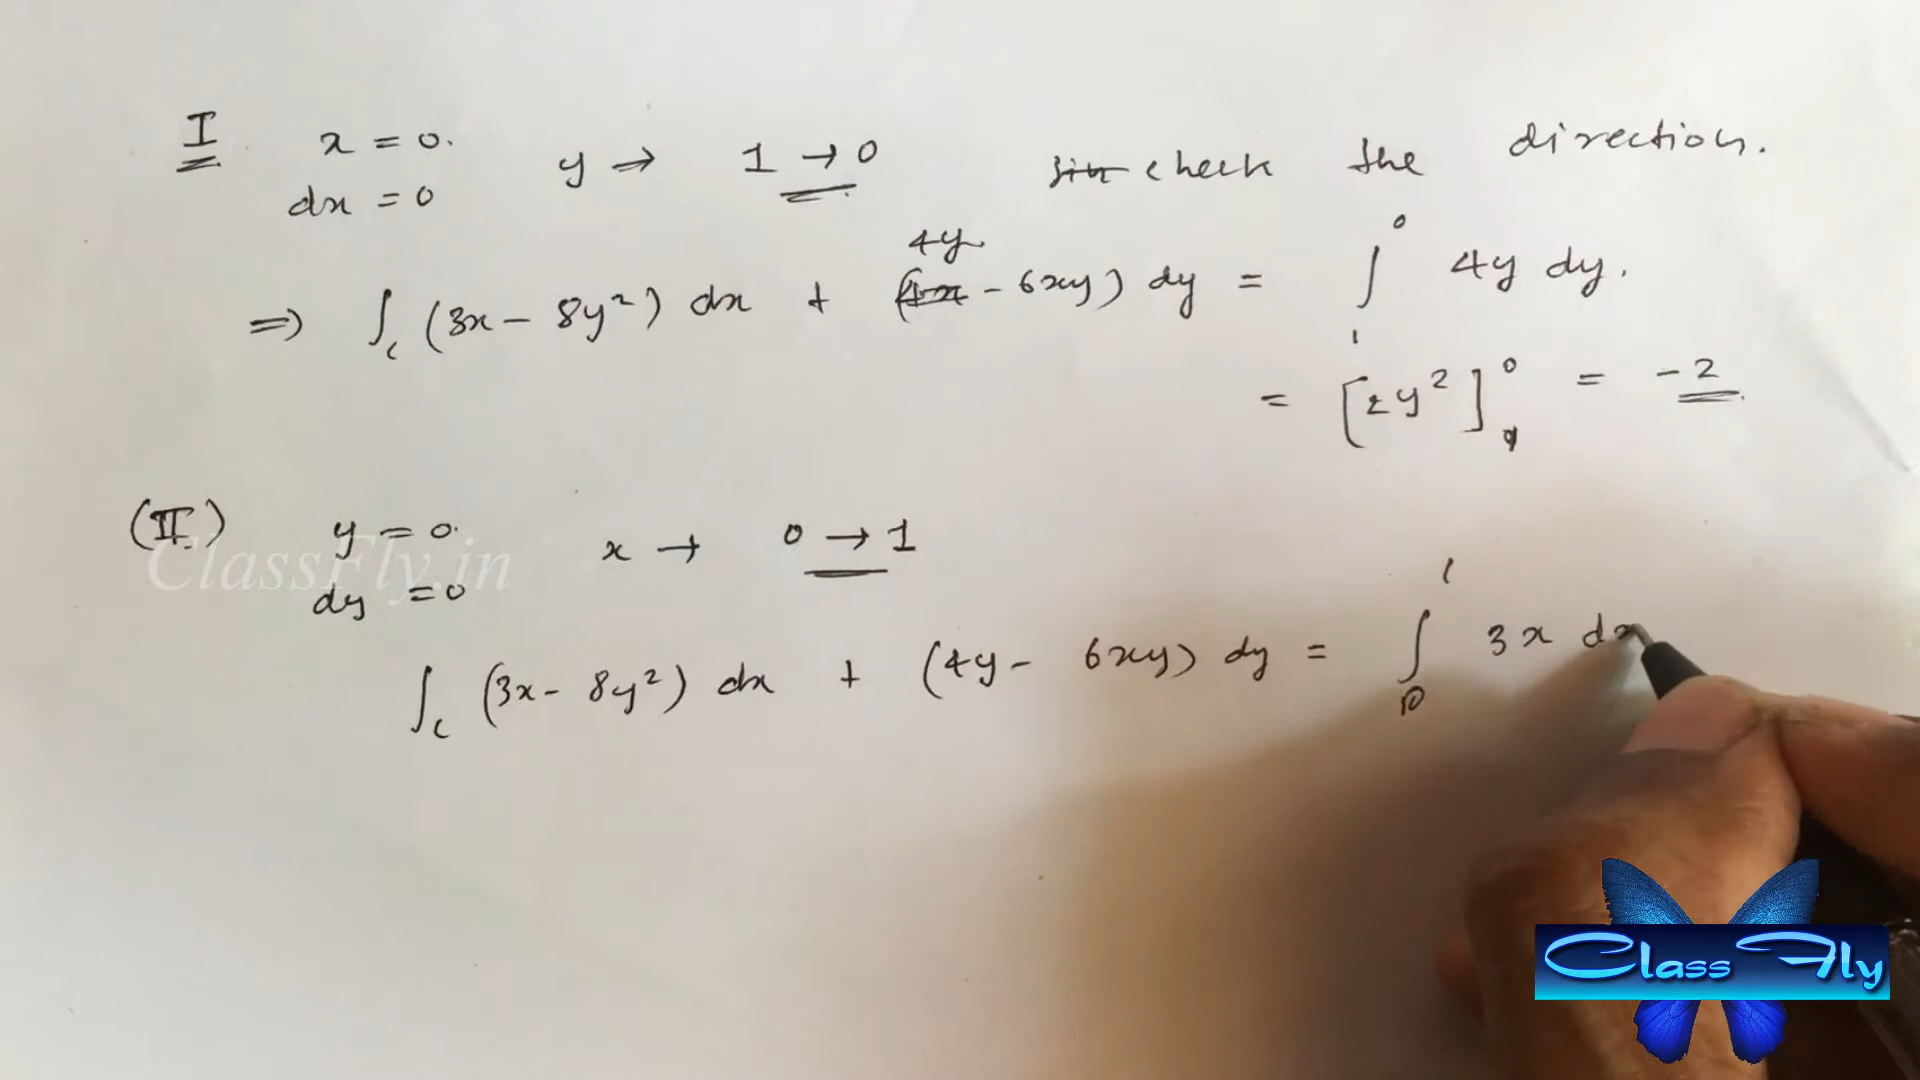 I x = 0. y → 1 → 0 check the direction.
dx = 0
4y
⇒ ∫c (3x - 8y²) dx + (4x - 6xy) dy = ∫₁⁰ 4y dy.
= [2y²]₁⁰ = -2
(II) y = 0. x → 0 → 1
dy = 0
∫c (3x - 8y²) dx + (4y - 6xy) dy = ∫₀¹ 3x dx
ClassFly.in
Class Fly